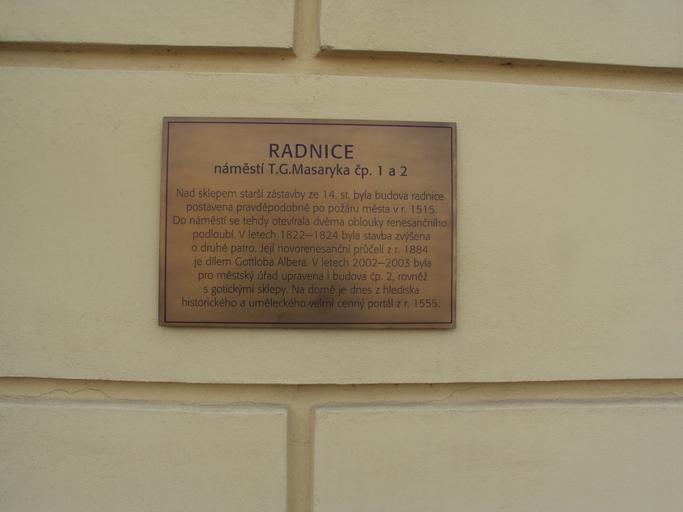 RADNICE
náměstí T.G.Masaryka čp. 1 a 2
Nad sklepem starší zástavby ze 14. st. byla budova radnice
postavena pravděpodobně po požáru města v r. 1515.
Do náměstí se tehdy otevírala dvěma oblouky renesančního
podloubí. V letech 1822—1824 byla stavba zvýšena
o druhé patro. Její novorenesanční průčelí z r. 1884
je dílem Gottloba Albera. V letech 2002—2003 byla
pro městský úřad upravena i budova čp. 2, rovněž
s gotickými sklepy. Na domě je dnes z hlediska
historického a uměleckého velmi cenný portál z r. 1555.